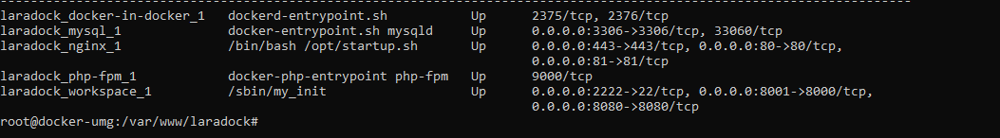 laradock_docker-in-docker_1   dockerd-entrypoint.sh           Up      2375/tcp, 2376/tcp
laradock_mysql_1              docker-entrypoint.sh mysqld     Up      0.0.0.0:3306->3306/tcp, 33060/tcp
laradock_nginx_1              /bin/bash /opt/startup.sh       Up      0.0.0.0:443->443/tcp, 0.0.0.0:80->80/tcp,
                                                                      0.0.0.0:81->81/tcp
laradock_php-fpm_1            docker-php-entrypoint php-fpm   Up      9000/tcp
laradock_workspace_1          /sbin/my_init                   Up      0.0.0.0:2222->22/tcp, 0.0.0.0:8001->8000/tcp,
                                                                      0.0.0.0:8080->8080/tcp
root@docker-umg:/var/www/laradock#